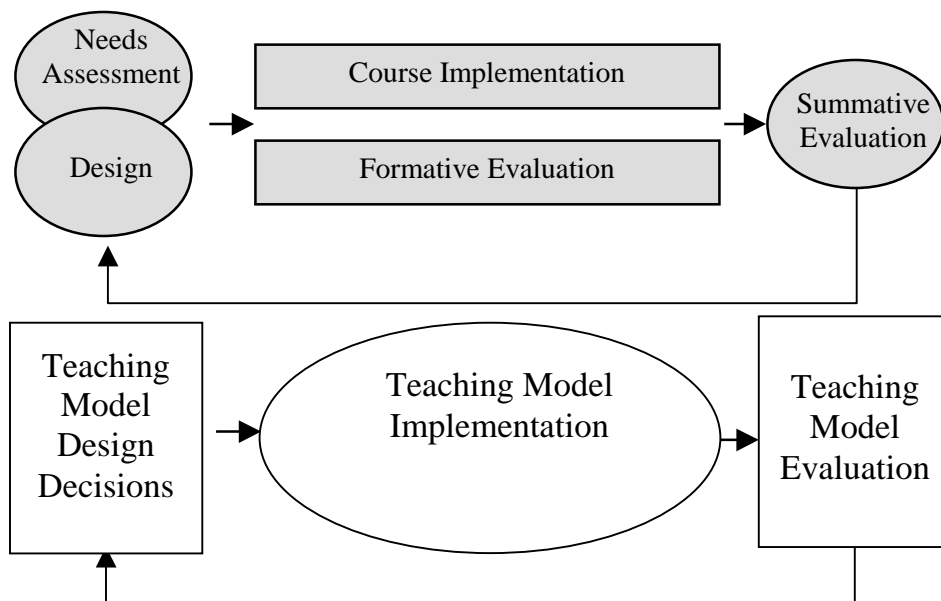 Needs
Assessment
Design
Course Implementation
Formative Evaluation
Summative
Evaluation
Teaching
Model
Design
Decisions
Teaching Model
Implementation
Teaching
Model
Evaluation